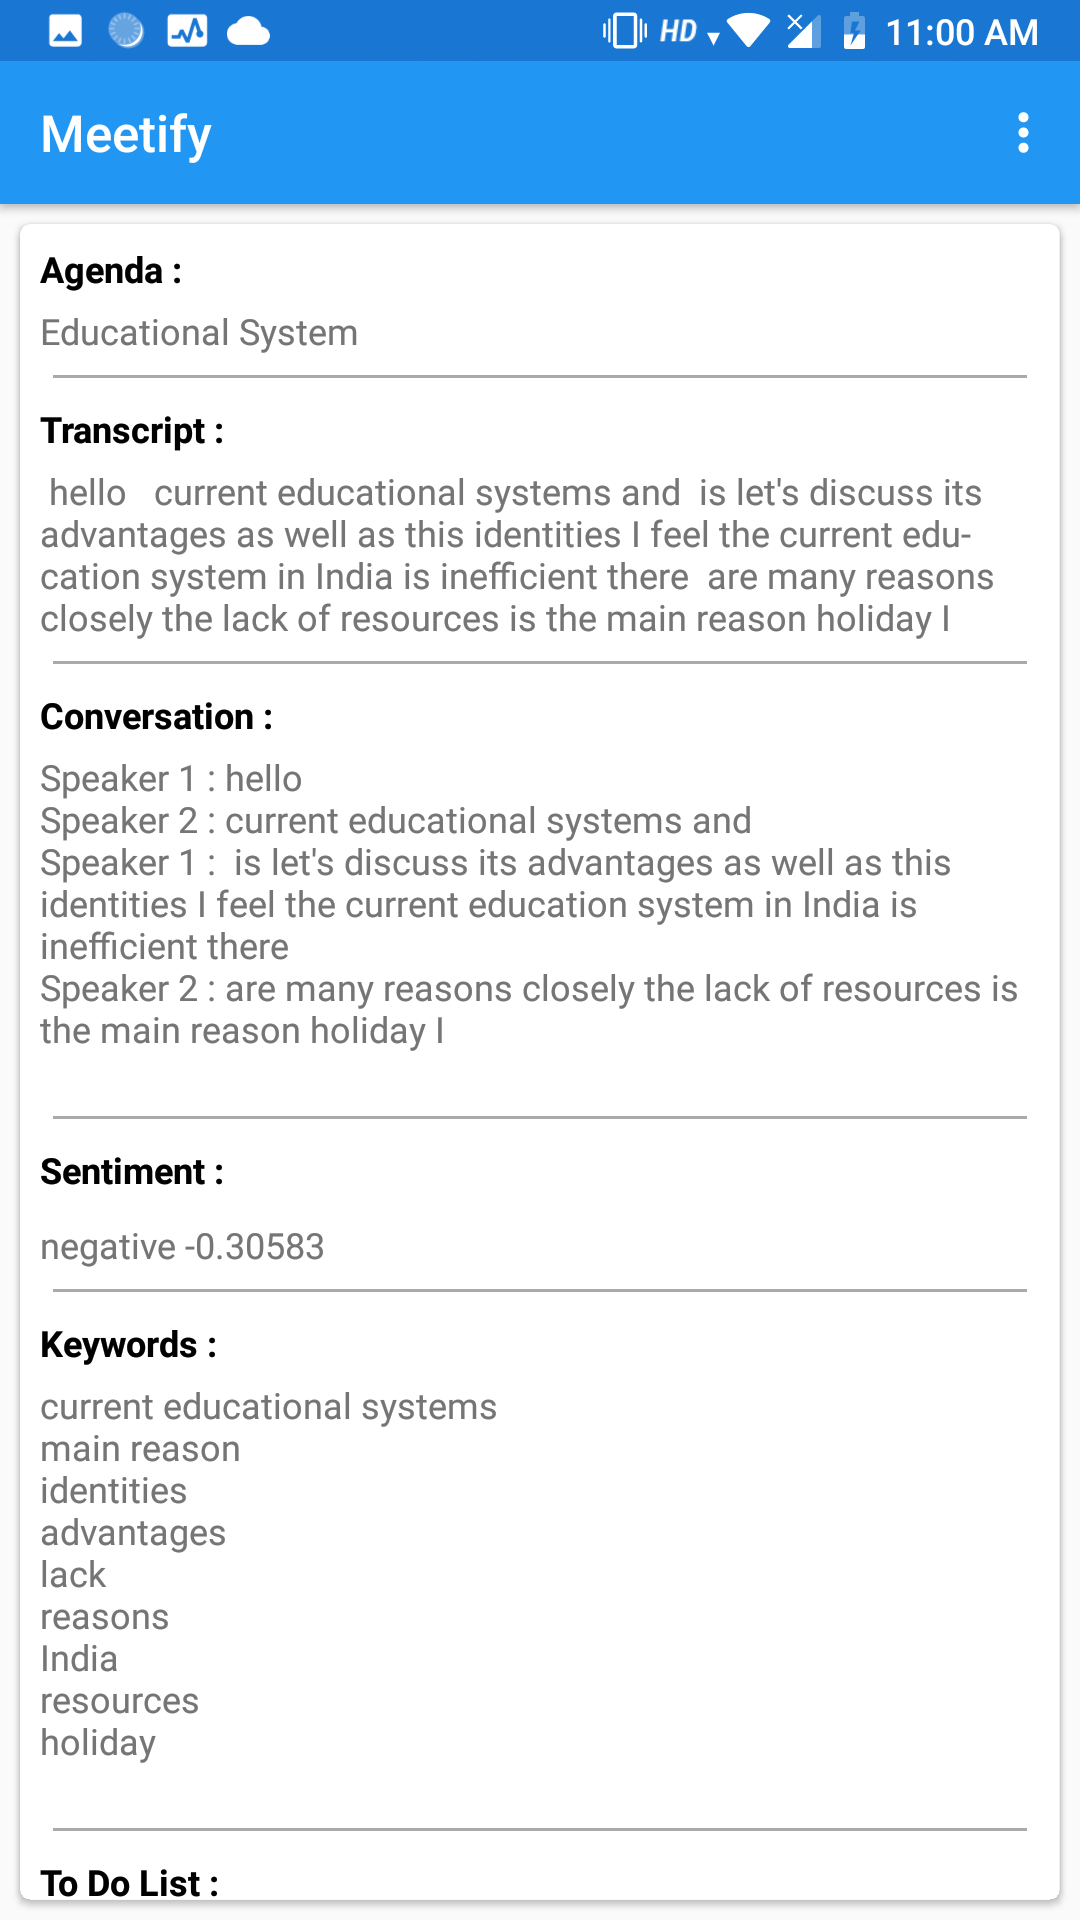 HD 11:00 AM
Meetify
Agenda :
Educational System
Transcript :
hello   current educational systems and  is let's discuss its
advantages as well as this identities I feel the current edu-
cation system in India is inefficient there  are many reasons
closely the lack of resources is the main reason holiday I
Conversation :
Speaker 1 : hello
Speaker 2 : current educational systems and
Speaker 1 :  is let's discuss its advantages as well as this
identities I feel the current education system in India is
inefficient there
Speaker 2 : are many reasons closely the lack of resources is
the main reason holiday I
Sentiment :
negative -0.30583
Keywords :
current educational systems
main reason
identities
advantages
lack
reasons
India
resources
holiday
To Do List :